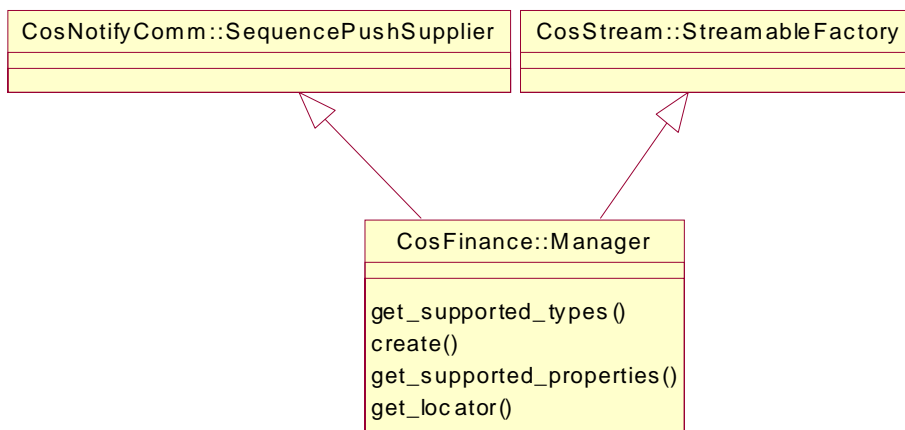 CosNotifyComm::SequencePushSupplier
CosStream::StreamableFactory
CosFinance::Manager
get_supported_types()
create()
get_supported_properties()
get_locator()